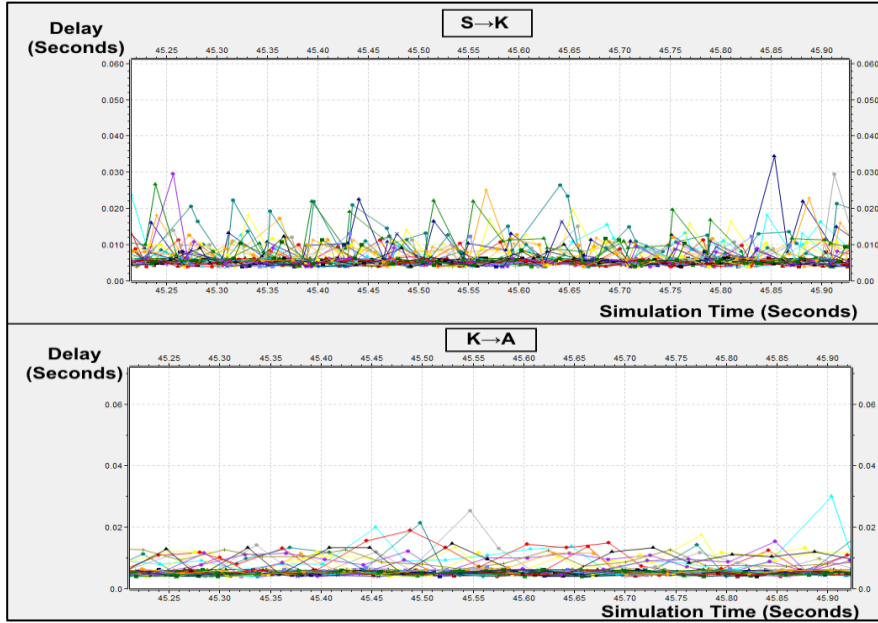 S→K
Delay
(Seconds)
45.25 45.30 45.35 45.40 45.45 45.50 45.55 45.60 45.65 45.70 45.75 45.80 45.85 45.90
0.060 0.060
0.050 0.050
0.040 0.040
0.030 0.030
0.020 0.020
0.010 0.010
0.00 0.00
45.25 45.30 45.35 45.40 45.45 45.50 45.55 45.60 45.65 45.70 45.75 45.80 45.85 45.90
Simulation Time (Seconds)
K→A
Delay
(Seconds)
45.25 45.30 45.35 45.40 45.45 45.50 45.55 45.60 45.65 45.70 45.75 45.80 45.85 45.90
0.06 0.06
0.04 0.04
0.02 0.02
0.0 0.0
45.25 45.30 45.35 45.40 45.45 45.50 45.55 45.60 45.65 45.70 45.75 45.80 45.85 45.90
Simulation Time (Seconds)